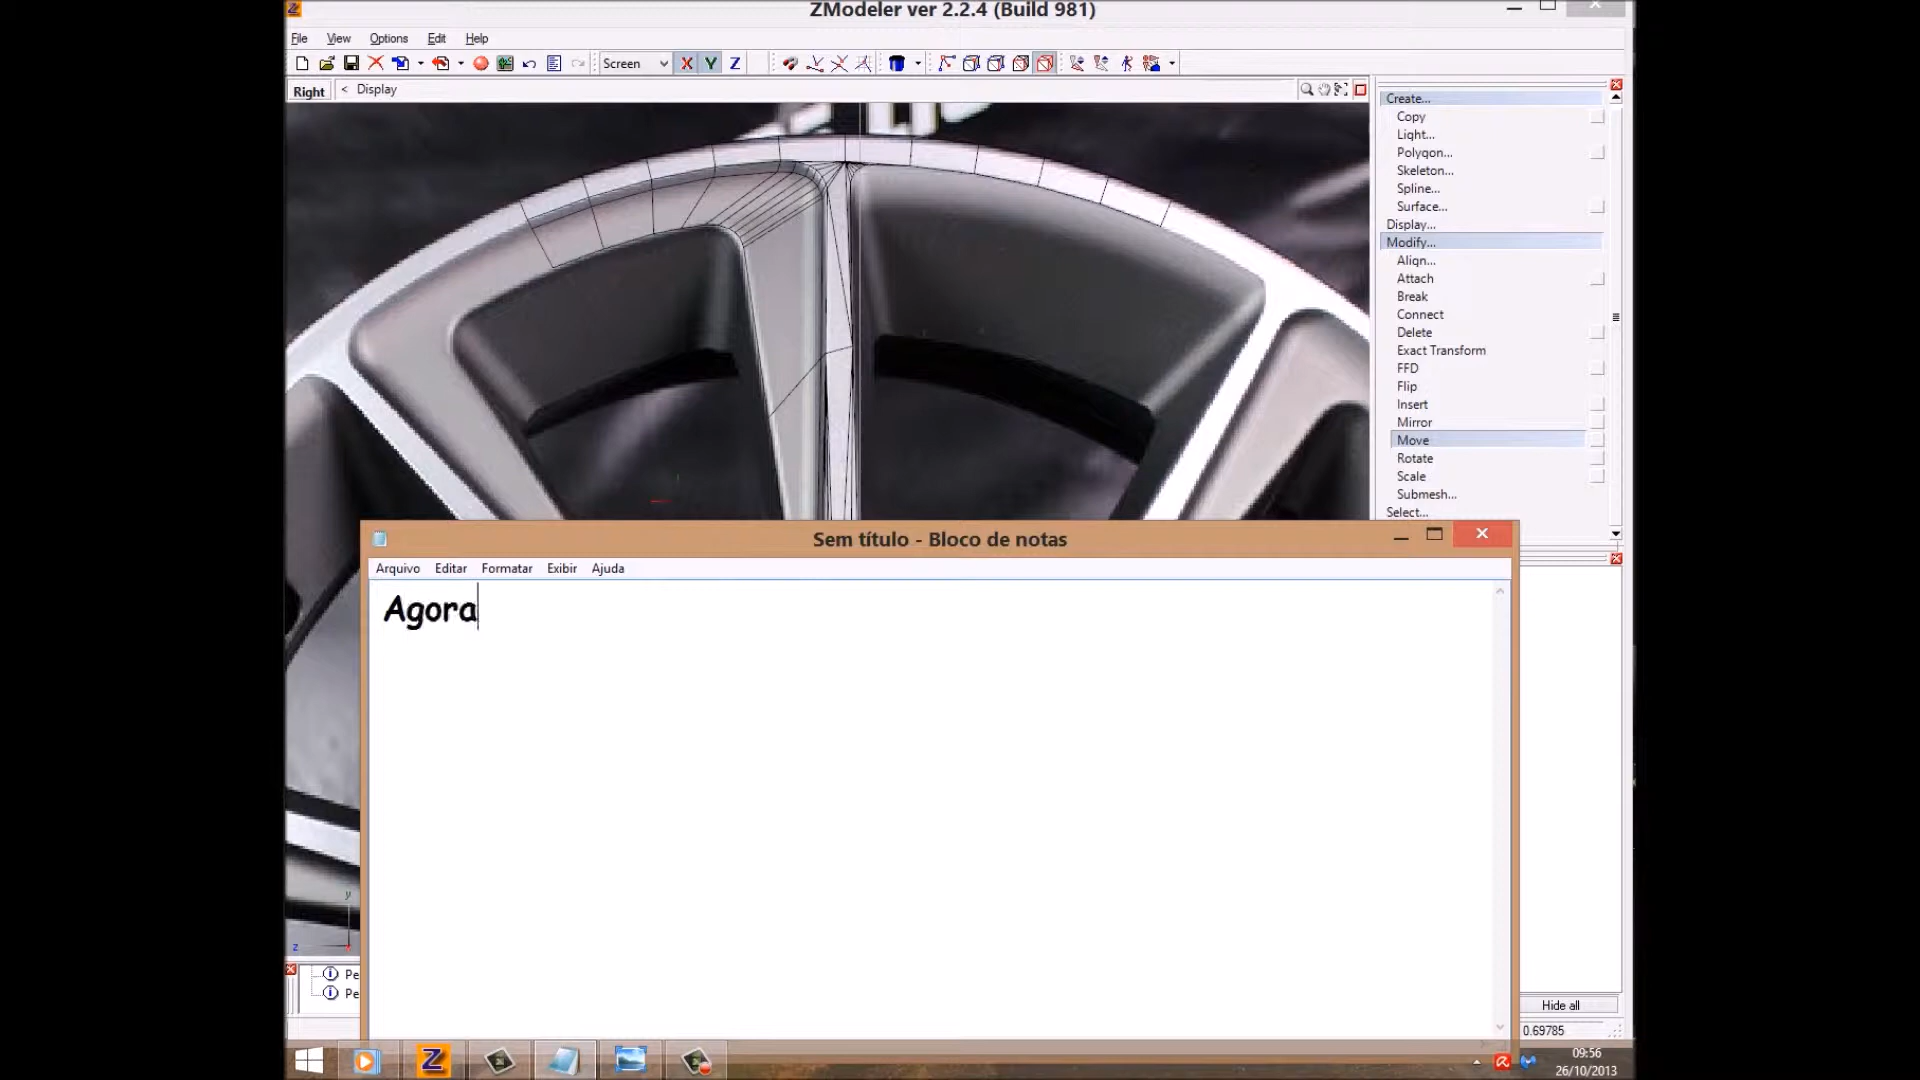 ZModeler ver 2.2.4 (Build 981)
File View Options Edit Help
Screen X Y Z
Right < Display
Create...
Copy
Light...
Polygon...
Skeleton...
Spline...
Surface...
Display...
Modify...
Align...
Attach
Break
Connect
Delete
Exact Transform
FFD
Flip
Insert
Mirror
Move
Rotate
Scale
Submesh...
Select...
Sem título - Bloco de notas
Arquivo Editar Formatar Exibir Ajuda
Agora
y
z
Pe
Pe
Hide all
0.69785
09:56
26/10/2013